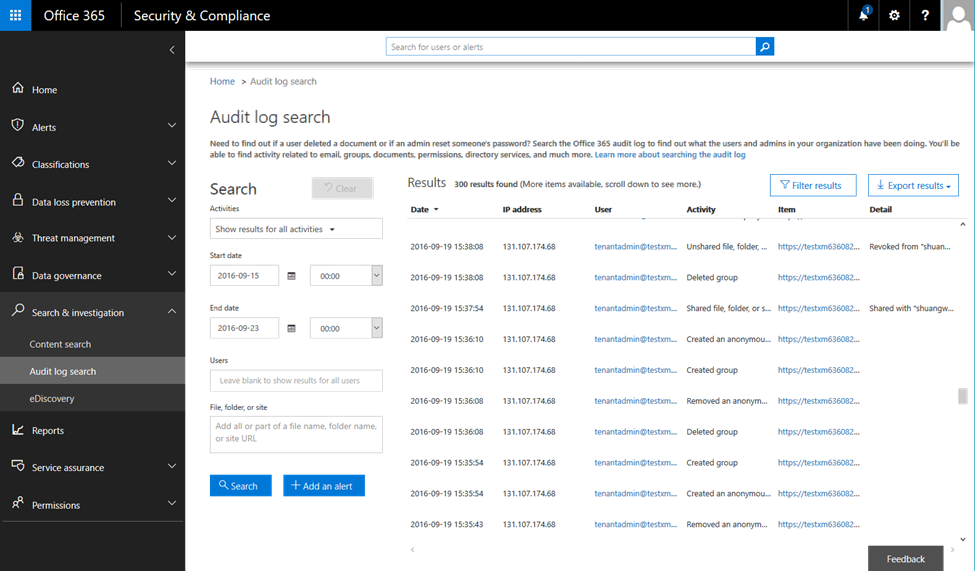 Office 365 Security & Compliance 1 ?
Search for users or alerts
Home
Alerts
Classifications
Data loss prevention
Threat management
Data governance
Search & investigation
Content search
Audit log search
eDiscovery
Reports
Service assurance
Permissions
Home > Audit log search
Audit log search
Need to find out if a user deleted a document or if an admin reset someone's password? Search the Office 365 audit log to find out what the users and admins in your organization have been doing. You'll
be able to find activity related to email, groups, documents, permissions, directory services, and much more. Learn more about searching the audit log
Search Clear
Activities
Show results for all activities
Start date
2016-09-15 00:00
End date
2016-09-23 00:00
Users
Leave blank to show results for all users
File, folder, or site
Add all or part of a file name, folder name,
or site URL
Search + Add an alert
Results 300 results found (More items available, scroll down to see more.) Filter results Export results
Date IP address User Activity Item Detail
2016-09-19 15:38:08 131.107.174.68 tenantadmin@testxm... Unshared file, folder, ... https://testxm636082... Revoked from "shuan...
2016-09-19 15:38:08 131.107.174.68 tenantadmin@testxm... Deleted group https://testxm636082...
2016-09-19 15:37:54 131.107.174.68 tenantadmin@testxm... Shared file, folder, or s... https://testxm636082... Shared with "shuangw...
2016-09-19 15:36:10 131.107.174.68 tenantadmin@testxm... Created an anonymou... https://testxm636082...
2016-09-19 15:36:10 131.107.174.68 tenantadmin@testxm... Created group https://testxm636082...
2016-09-19 15:36:08 131.107.174.68 tenantadmin@testxm... Removed an anonym... https://testxm636082...
2016-09-19 15:36:08 131.107.174.68 tenantadmin@testxm... Deleted group https://testxm636082...
2016-09-19 15:35:54 131.107.174.68 tenantadmin@testxm... Created group https://testxm636082...
2016-09-19 15:35:54 131.107.174.68 tenantadmin@testxm... Created an anonymou... https://testxm636082...
2016-09-19 15:35:43 131.107.174.68 tenantadmin@testxm... Removed an anonym... https://testxm636082...
Feedback